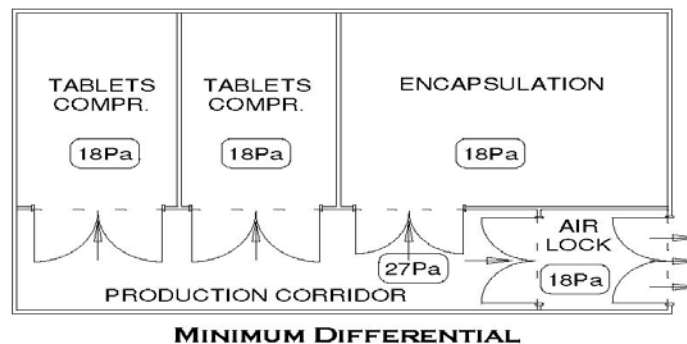 TABLETS
COMPR.
18Pa
TABLETS
COMPR.
18Pa
ENCAPSULATION
18Pa
AIR
LOCK
18Pa
27Pa
PRODUCTION CORRIDOR
MINIMUM DIFFERENTIAL